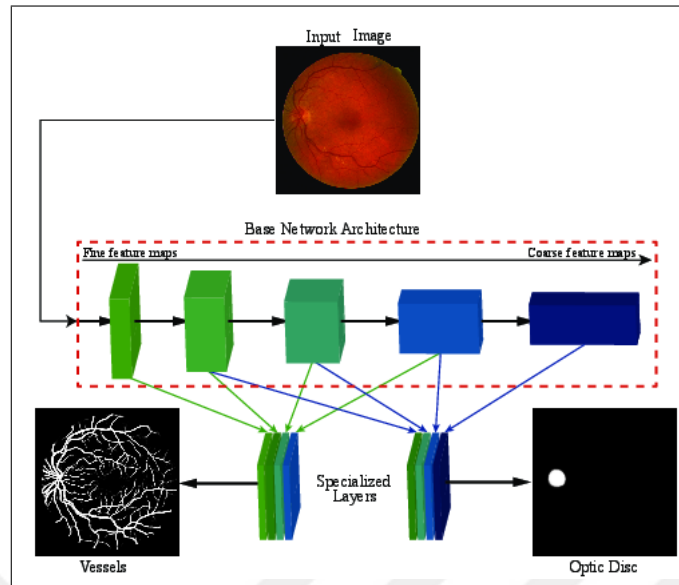 Input Image
Base Network Architecture
Fine feature maps
Coarse feature maps
Specialized
Layers
Vessels
Optic Disc